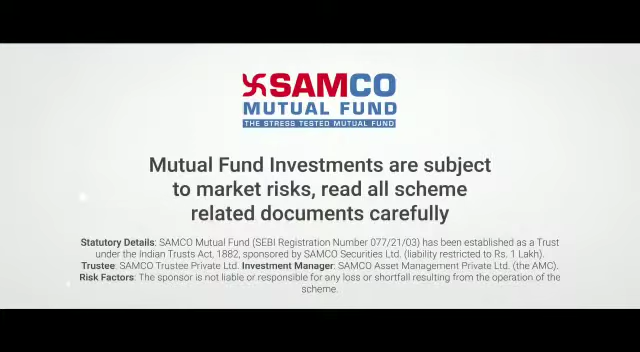 SAMCO
MUTUAL FUND
THE STRESS TESTED MUTUAL FUND
Mutual Fund Investments are subject
to market risks, read all scheme
related documents carefully
Statutory Details: SAMCO Mutual Fund (SEBI Registration Number 077/21/03) has been established as a Trust
under the Indian Trusts Act, 1882, sponsored by SAMCO Securities Ltd. (liability restricted to Rs. 1 Lakh).
Trustee: SAMCO Trustee Private Ltd. Investment Manager: SAMCO Asset Management Private Ltd. (the AMC).
Risk Factors: The sponsor is not liable or responsible for any loss or shortfall resulting from the operation of the
scheme.